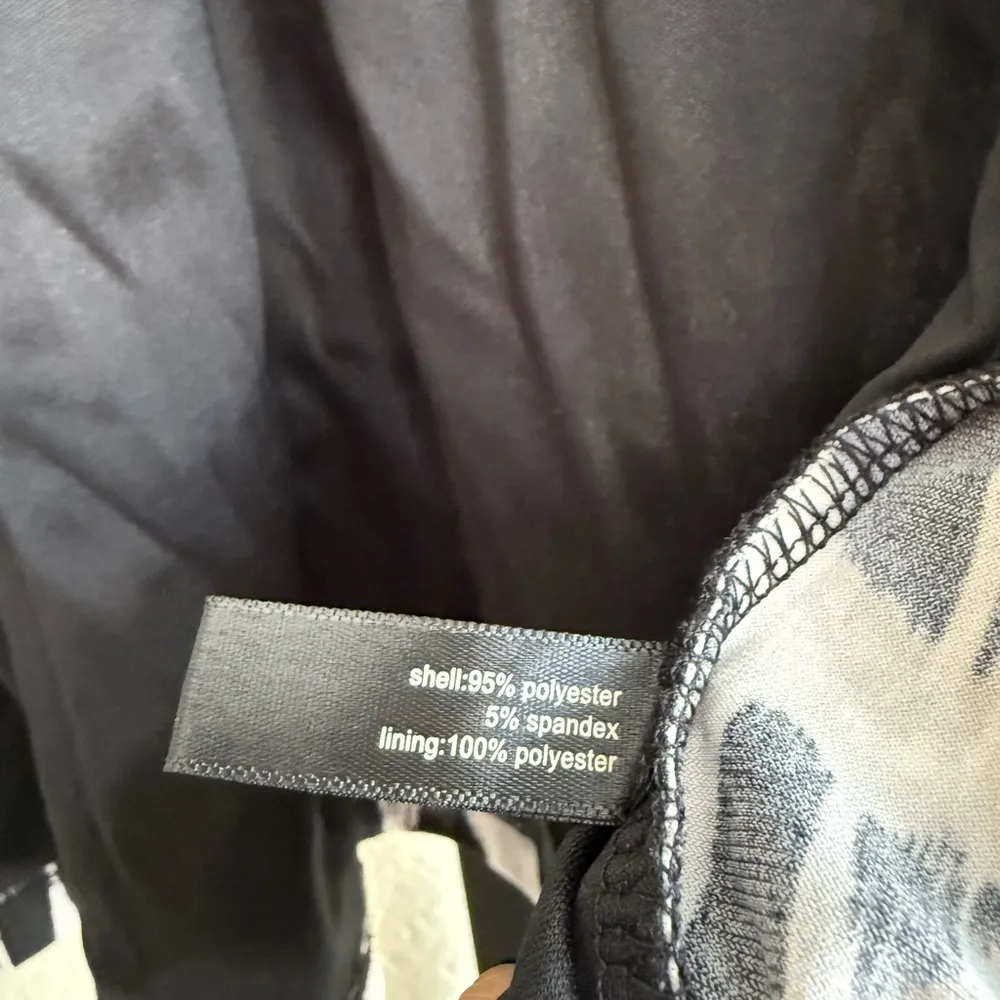 shell:95% polyester
5% spandex
lining:100% polyester